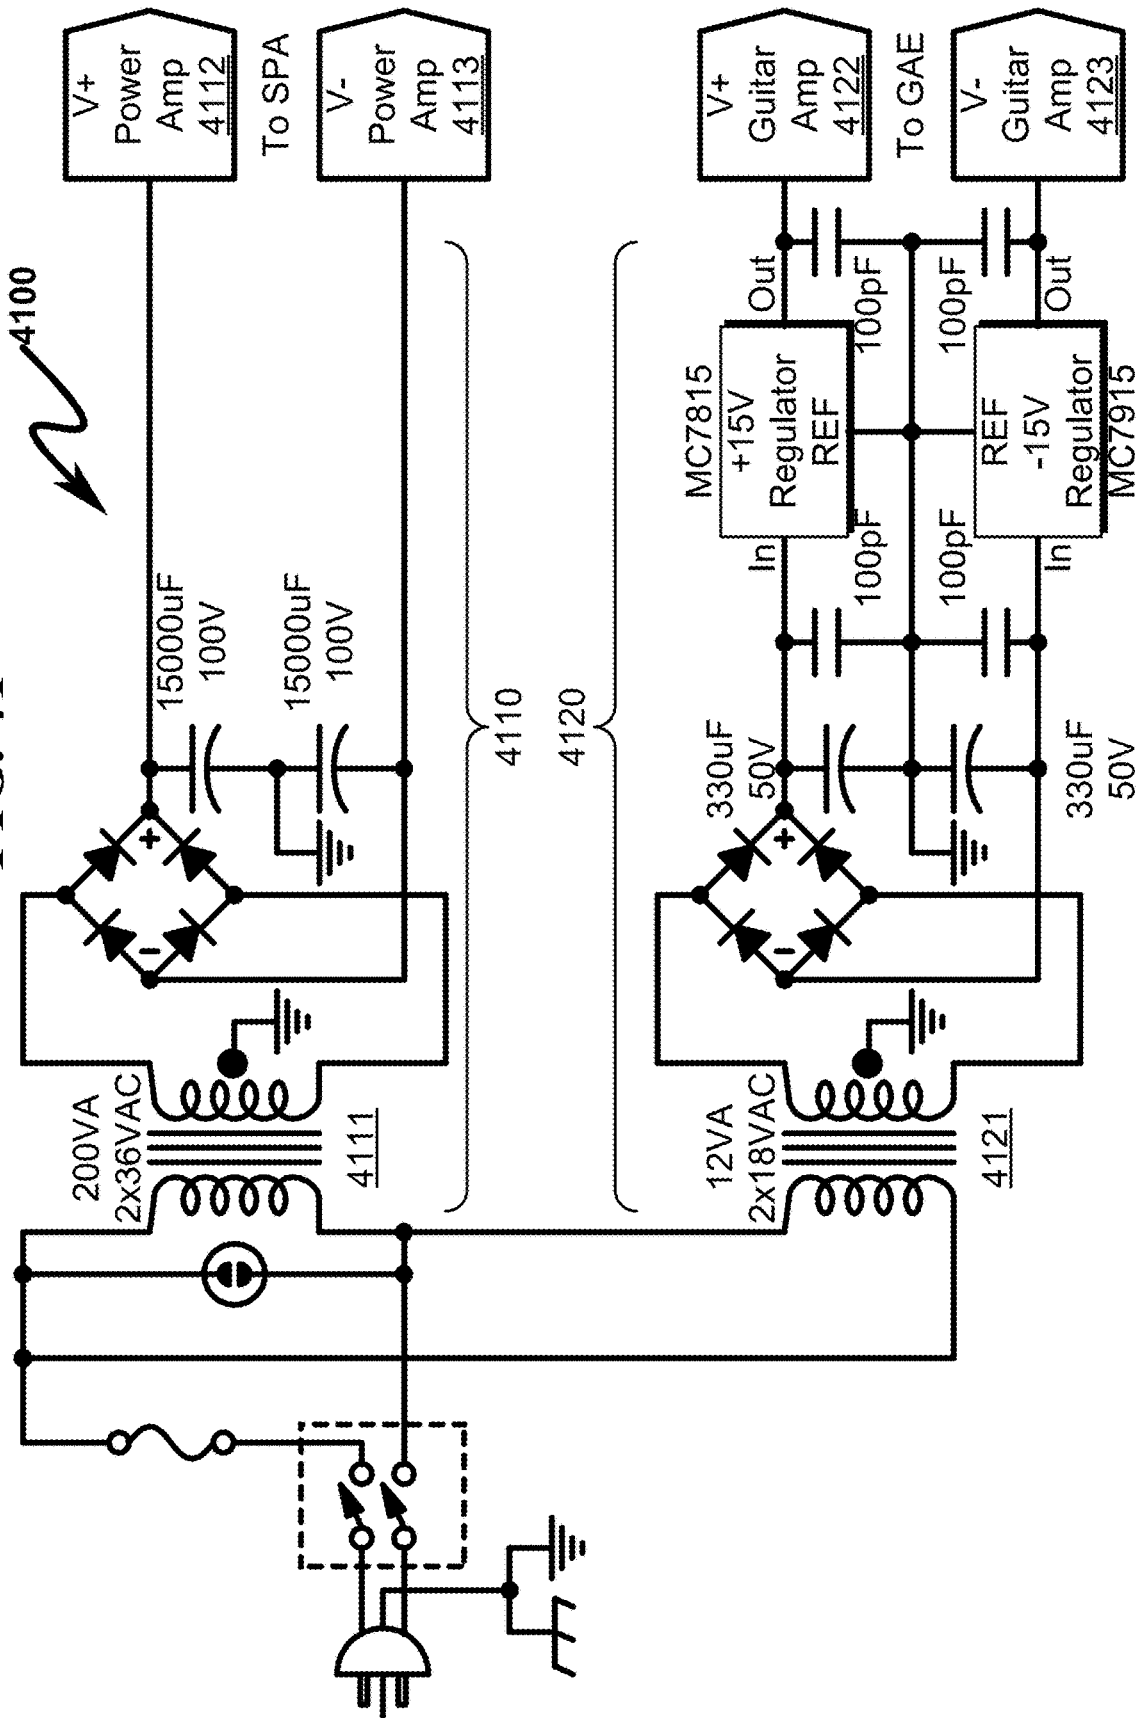 4100
V+
Power
Amp
4112
To SPA
V-
Power
Amp
4113
15000uF
100V
15000uF
100V
200VA
2x36VAC
4111
4110
4120
V+
Guitar
Amp
4122
To GAE
V-
Guitar
Amp
4123
Out
100pF
100pF
Out
MC7815
+15V
Regulator
REF
REF
-15V
Regulator
MC7915
In
100pF
100pF
In
330uF
50V
330uF
50V
+
-
+
-
12VA
2x18VAC
4121